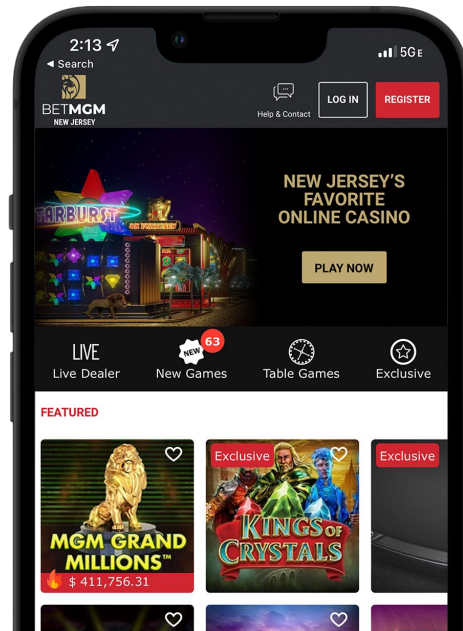 2:13
5GE
◄ Search
BETMGM
NEW JERSEY
Help & Contact
LOG IN
REGISTER
STARBURST
NEW JERSEY'S
FAVORITE
ONLINE CASINO
PLAY NOW
LIVE
Live Dealer
NEW
63
New Games
Table Games
Exclusive
FEATURED
MGM GRAND
MILLIONS™
$ 411,756.31
Exclusive
KINGS OF
CRYSTALS
Exclusive